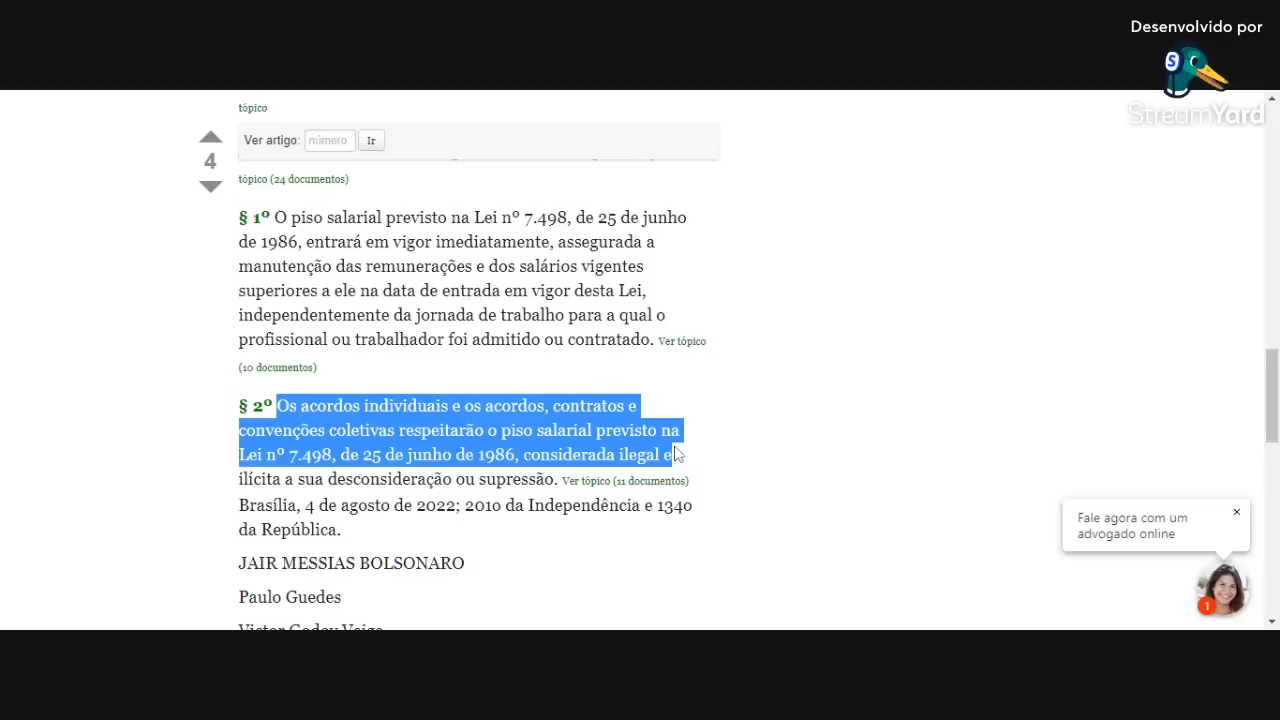 Desenvolvido por
S
StreamYard
tópico
4
Ver artigo: número Ir
tópico (24 documentos)
§ 1º O piso salarial previsto na Lei nº 7.498, de 25 de junho
de 1986, entrará em vigor imediatamente, assegurada a
manutenção das remunerações e dos salários vigentes
superiores a ele na data de entrada em vigor desta Lei,
independentemente da jornada de trabalho para a qual o
profissional ou trabalhador foi admitido ou contratado. Ver tópico
(10 documentos)
§ 2º Os acordos individuais e os acordos, contratos e
convenções coletivas respeitarão o piso salarial previsto na
Lei nº 7.498, de 25 de junho de 1986, considerada ilegal e
ilícita a sua desconsideração ou supressão. Ver tópico (11 documentos)
Brasília, 4 de agosto de 2022; 201o da Independência e 134o
da República.
JAIR MESSIAS BOLSONARO
Paulo Guedes
Victor Godoy Veiga
Fale agora com um
advogado online
×
1